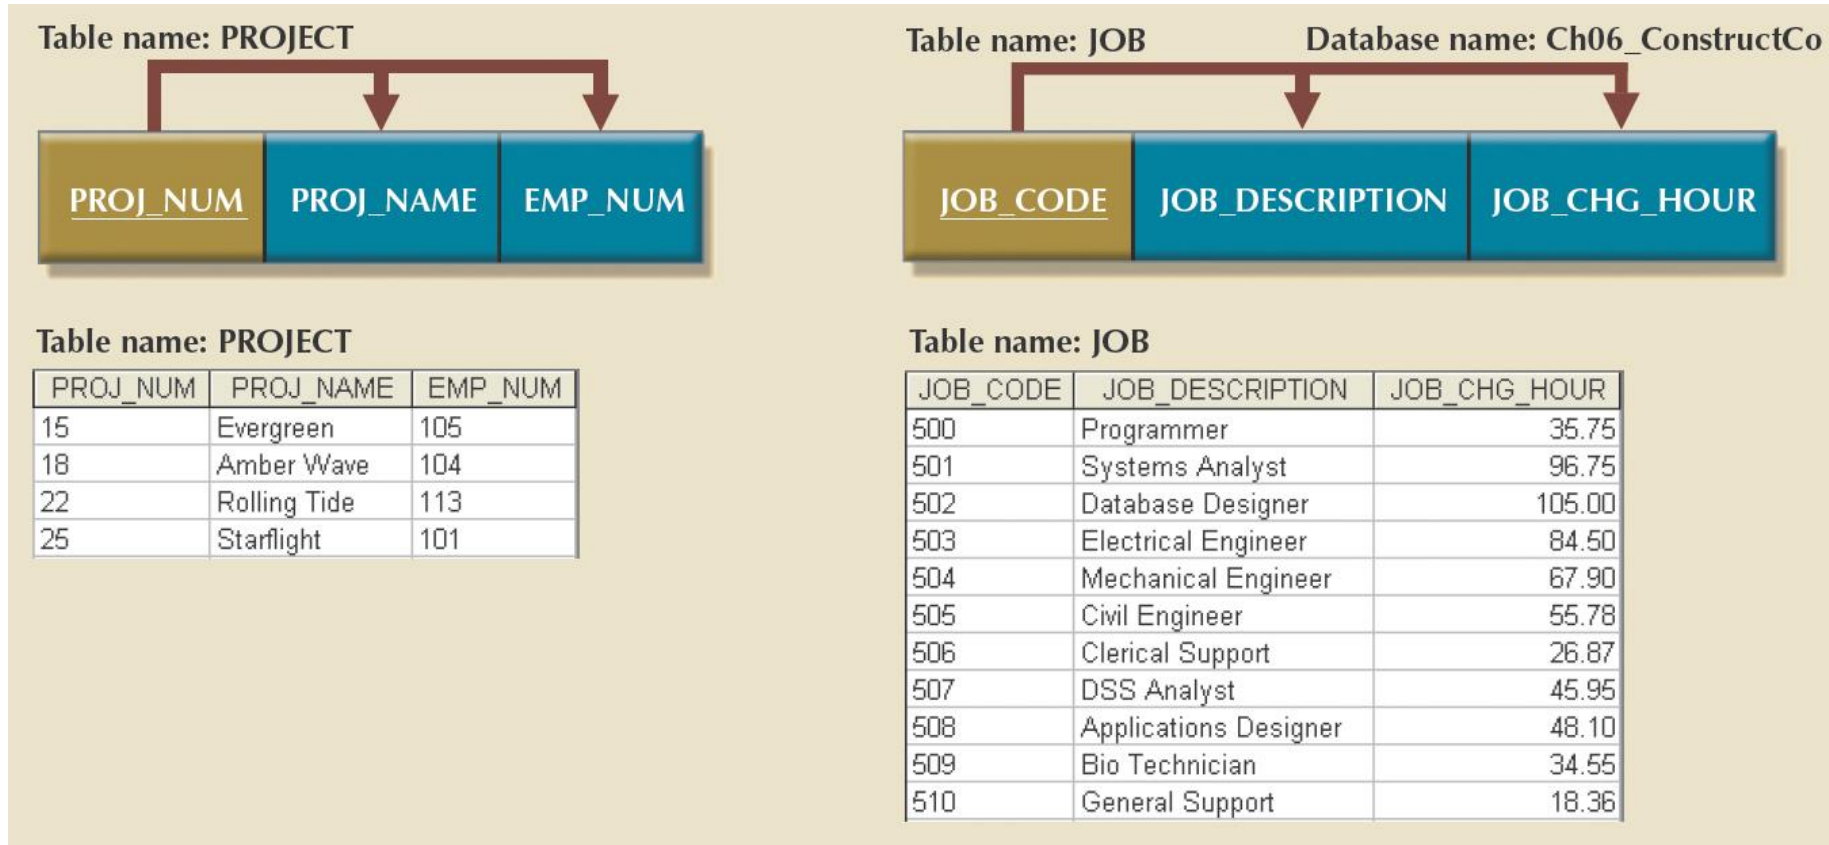 Table name: PROJECT
PROJ_NUM PROJ_NAME EMP_NUM
Table name: PROJECT
PROJ_NUM PROJ_NAME EMP_NUM
15 Evergreen 105
18 Amber Wave 104
22 Rolling Tide 113
25 Starflight 101
Table name: JOB Database name: Ch06_ConstructCo
JOB_CODE JOB_DESCRIPTION JOB_CHG_HOUR
Table name: JOB
JOB_CODE JOB_DESCRIPTION JOB_CHG_HOUR
500 Programmer 35.75
501 Systems Analyst 96.75
502 Database Designer 105.00
503 Electrical Engineer 84.50
504 Mechanical Engineer 67.90
505 Civil Engineer 55.78
506 Clerical Support 26.87
507 DSS Analyst 45.95
508 Applications Designer 48.10
509 Bio Technician 34.55
510 General Support 18.36